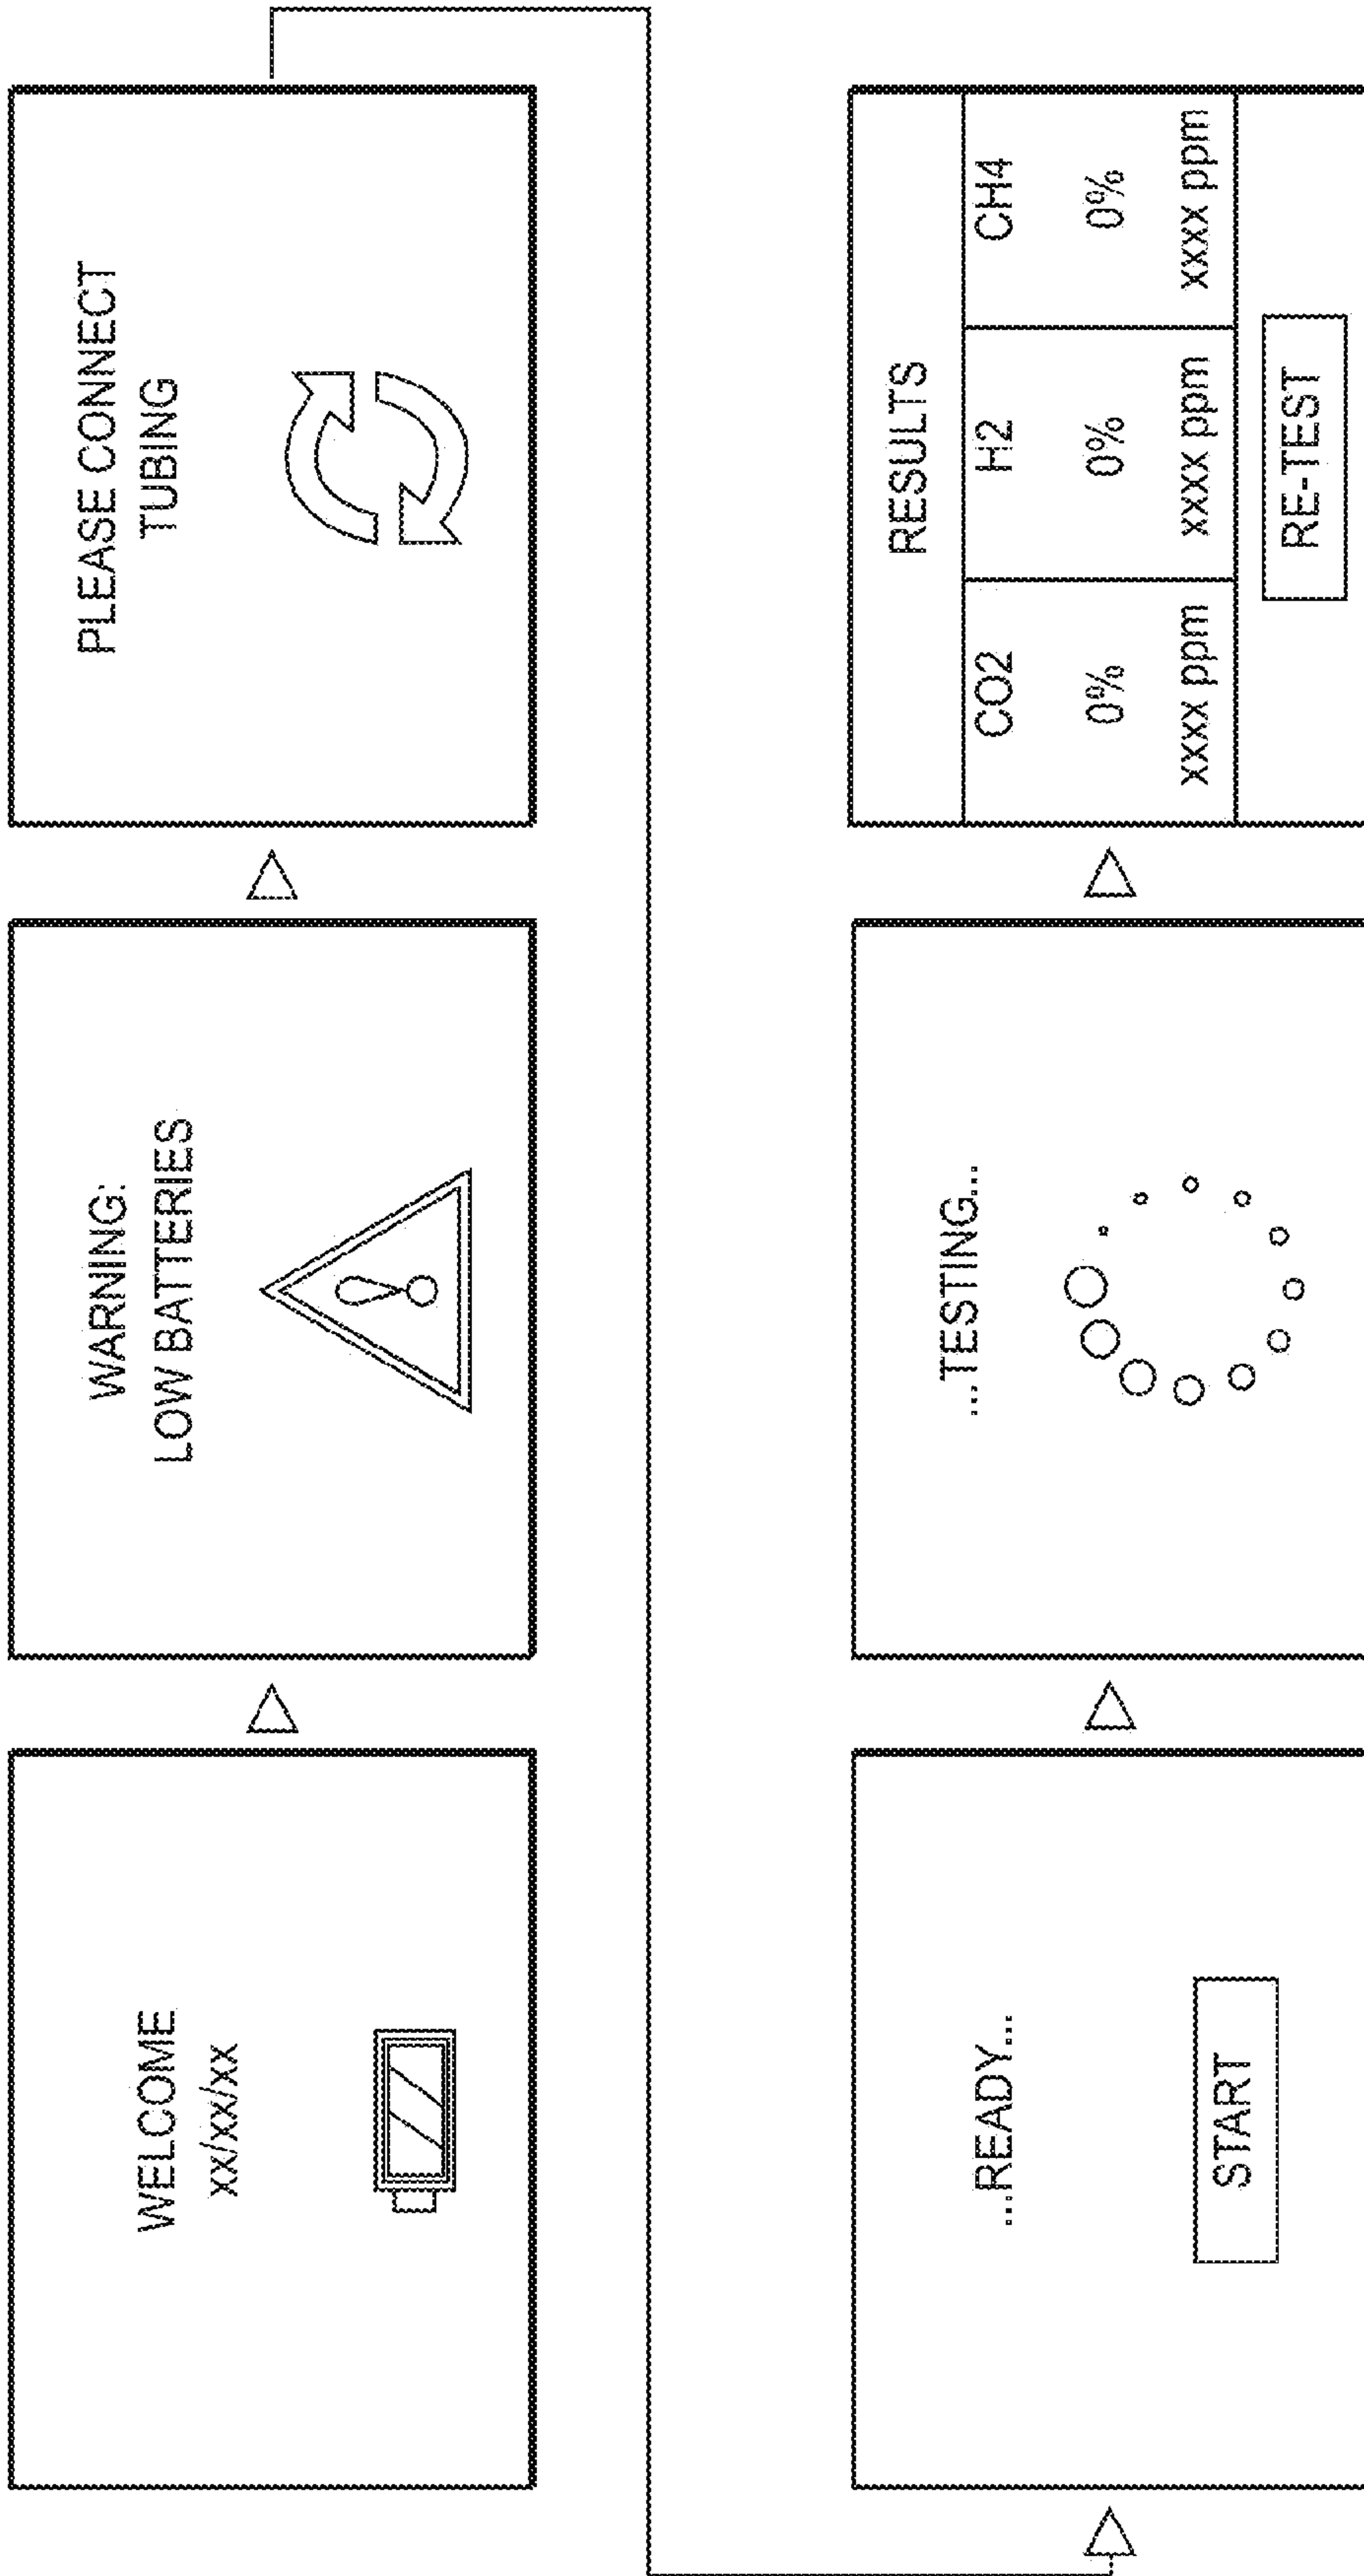 WELCOME
xx/xx/xx
WARNING:
LOW BATTERIES
PLEASE CONNECT
TUBING
...READY...
START
...TESTING...
RESULTS
CO2 H2 CH4
0% 0% 0%
xxxx ppm xxxx ppm xxxx ppm
RE-TEST